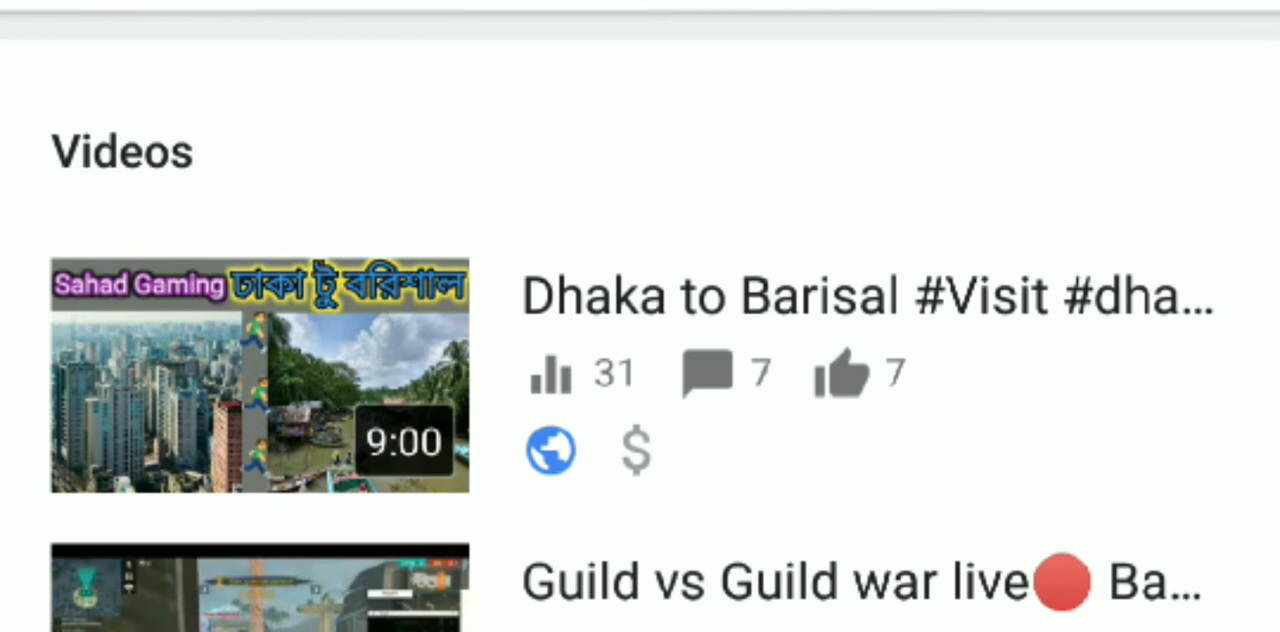 Videos
Sahad Gaming ঢাকা টু বরিশাল
9:00
Dhaka to Barisal #Visit #dha...
31 7 7
$
Guild vs Guild war live🔴 Ba...